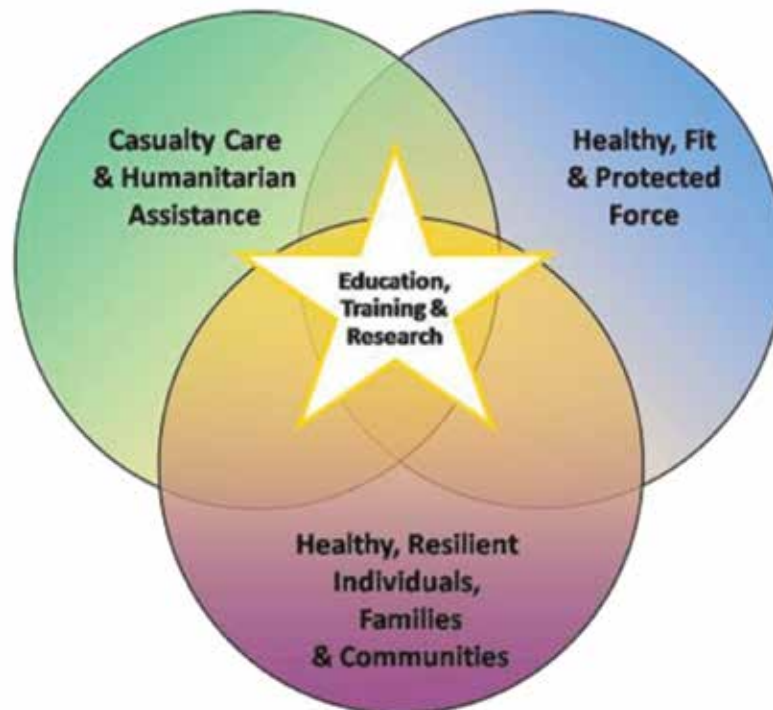 Casualty Care
& Humanitarian
Assistance
Healthy, Fit
& Protected
Force
Education,
Training &
Research
Healthy, Resilient
Individuals,
Families
& Communities